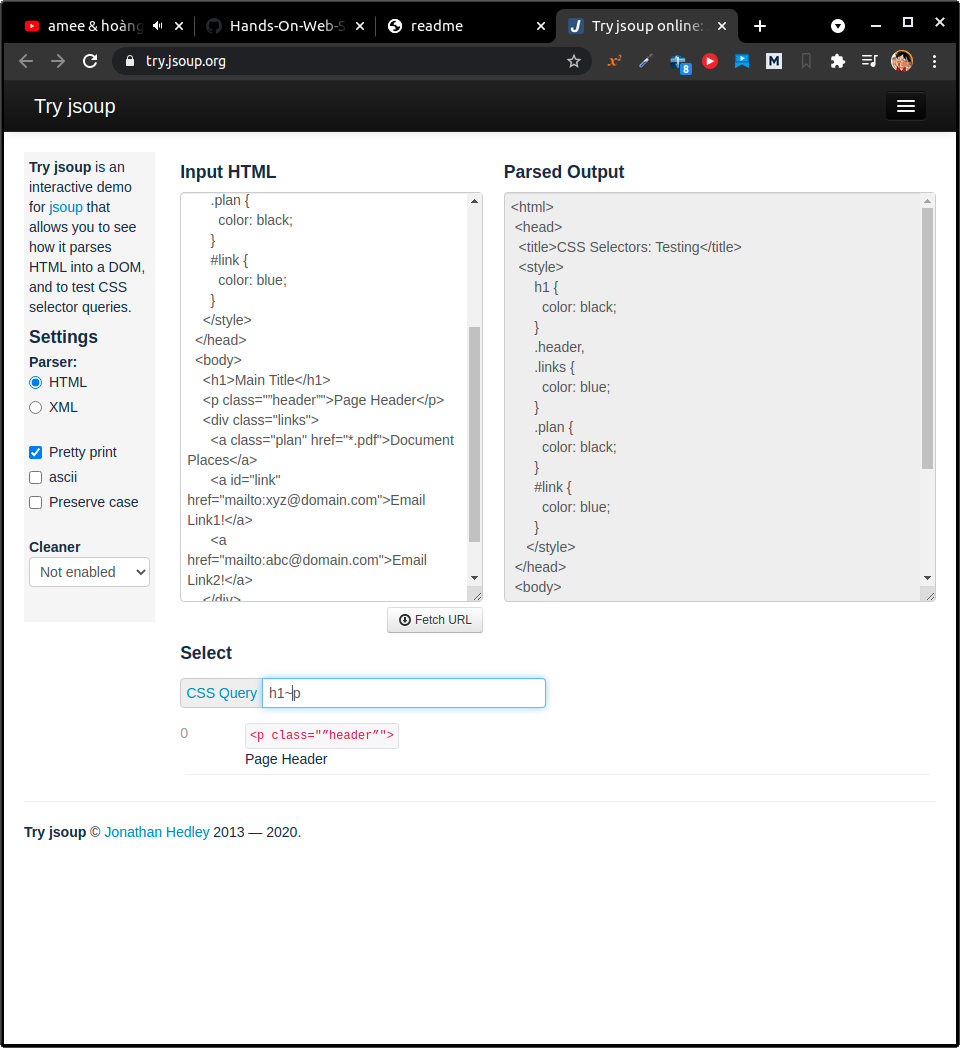 amee & hoàng
Hands-On-Web-S
readme
Try jsoup online:
try.jsoup.org
x²
8
M
Try jsoup
Try jsoup is an
interactive demo
for jsoup that
allows you to see
how it parses
HTML into a DOM,
and to test CSS
selector queries.
Settings
Parser:
HTML
XML
Pretty print
ascii
Preserve case
Cleaner
Not enabled
Input HTML
.plan {
color: black;
}
#link {
color: blue;
}
</style>
</head>
<body>
<h1>Main Title</h1>
<p class="”header”">Page Header</p>
<div class="links">
<a class="plan" href="*.pdf">Document
Places</a>
<a id="link"
href="mailto:xyz@domain.com">Email
Link1!</a>
<a
href="mailto:abc@domain.com">Email
Link2!</a>
</div>
Fetch URL
Parsed Output
<html>
<head>
<title>CSS Selectors: Testing</title>
<style>
h1 {
color: black;
}
.header,
.links {
color: blue;
}
.plan {
color: black;
}
#link {
color: blue;
}
</style>
</head>
<body>
Select
CSS Query
h1~p
0
<p class="”header”">
Page Header
Try jsoup © Jonathan Hedley 2013 — 2020.